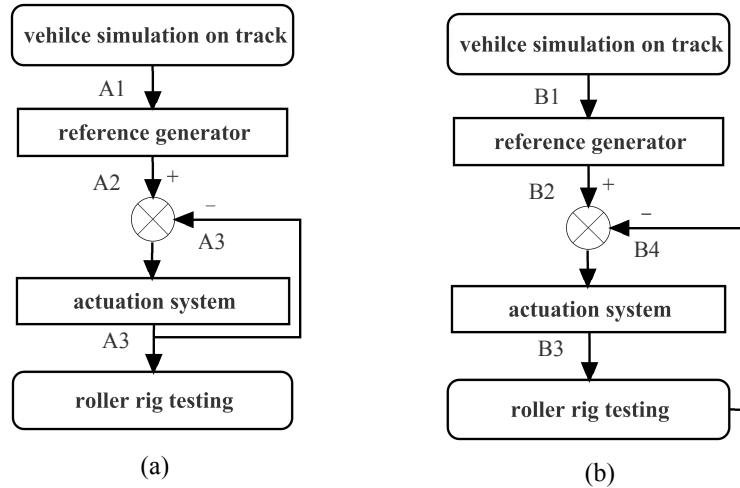 vehilce simulation on track
A1
reference generator
A2
+
−
A3
actuation system
A3
roller rig testing
(a)
vehilce simulation on track
B1
reference generator
B2
+
−
B4
actuation system
B3
roller rig testing
(b)